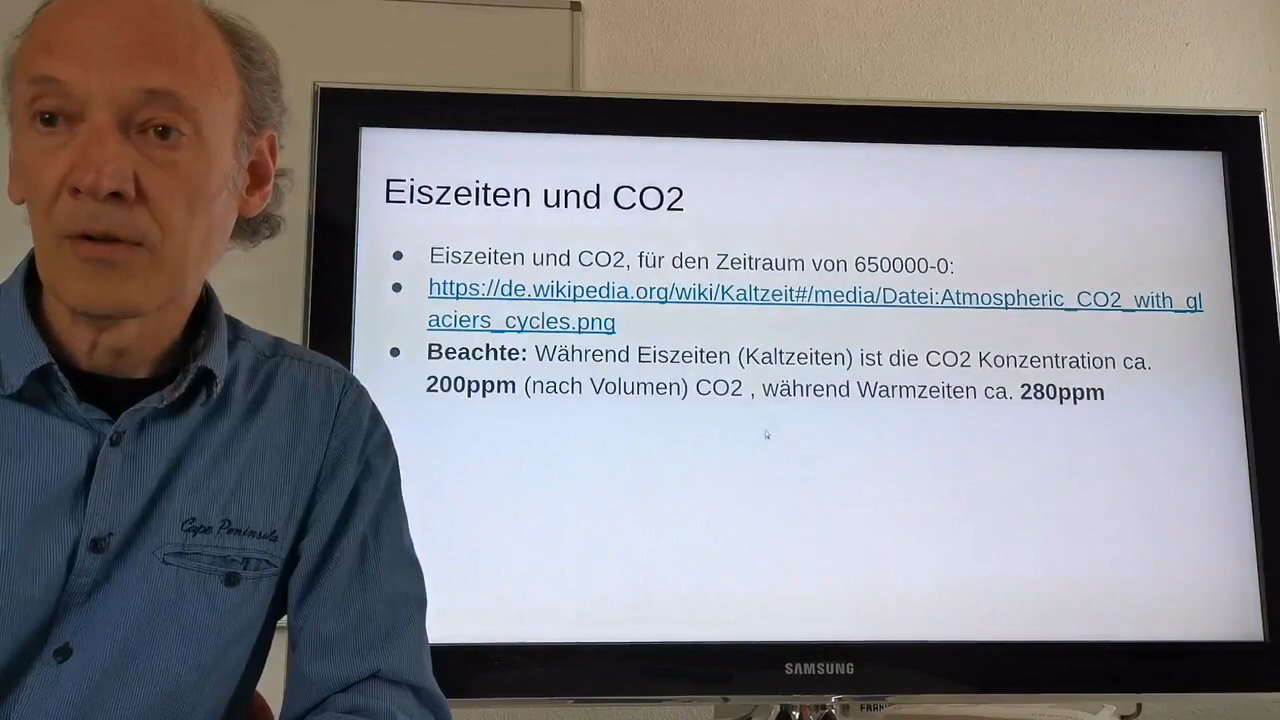 Eiszeiten und CO2
Eiszeiten und CO2, für den Zeitraum von 650000-0:
https://de.wikipedia.org/wiki/Kaltzeit#/media/Datei:Atmospheric_CO2_with_gl
aciers_cycles.png
Beachte: Während Eiszeiten (Kaltzeiten) ist die CO2 Konzentration ca.
200ppm (nach Volumen) CO2 , während Warmzeiten ca. 280ppm
Cape Peninsula
SAMSUNG